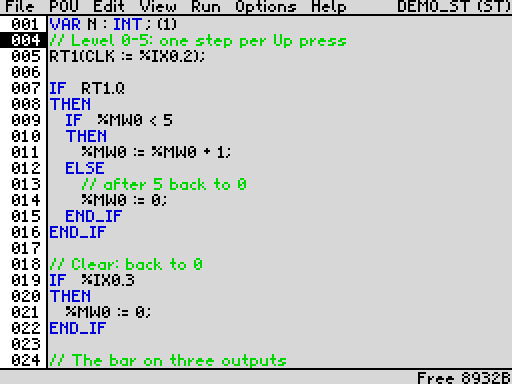 File POU Edit View Run Options Help DEMO_ST (ST)
001 VAR N : INT; (1)
004 // Level 0-5: one step per Up press
005 RT1(CLK := %IX0.2);
006
007 IF RT1.Q
008 THEN
009 IF %MW0 < 5
010 THEN
011 %MW0 := %MW0 + 1;
012 ELSE
013 // after 5 back to 0
014 %MW0 := 0;
015 END_IF
016 END_IF
017
018 // Clear: back to 0
019 IF %IX0.3
020 THEN
021 %MW0 := 0;
022 END_IF
023
024 // The bar on three outputs
Free 8932B